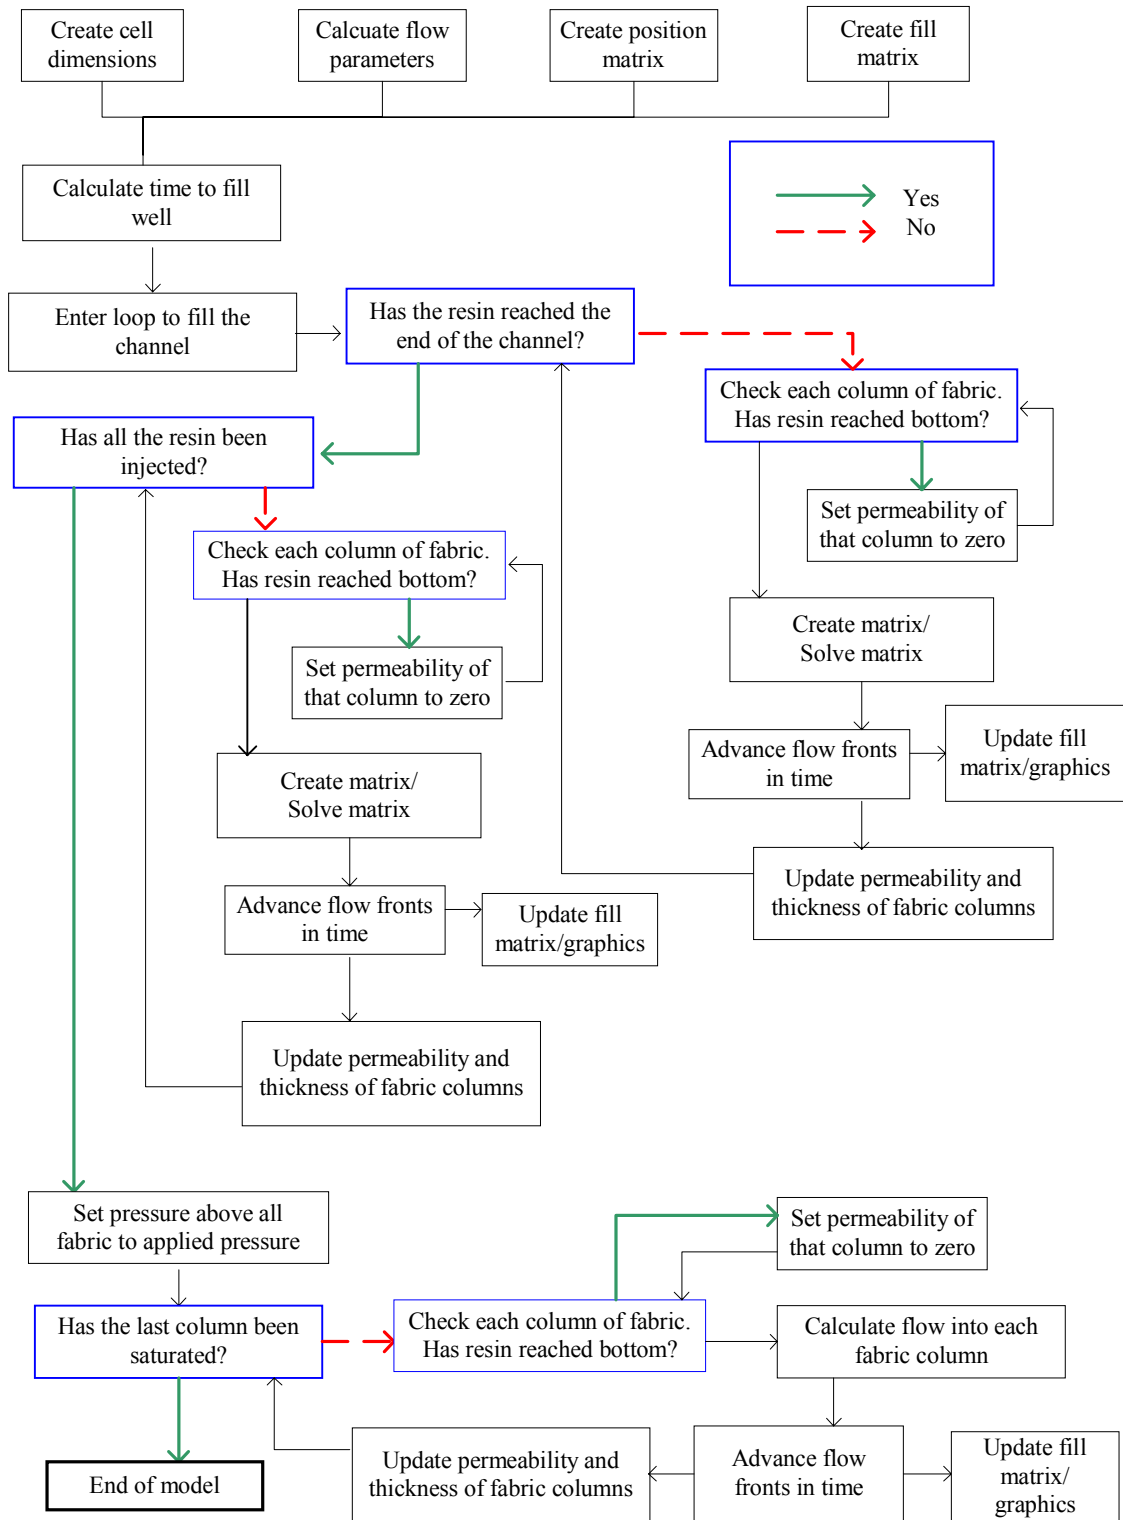 Create cell
dimensions
Calcuate flow
parameters
Create position
matrix
Create fill
matrix
Calculate time to fill
well
Yes
No
Enter loop to fill the
channel
Has the resin reached the
end of the channel?
Check each column of fabric.
Has resin reached bottom?
Has all the resin been
injected?
Set permeability of
that column to zero
Check each column of fabric.
Has resin reached bottom?
Create matrix/
Solve matrix
Set permeability of
that column to zero
Advance flow fronts
in time
Update fill
matrix/graphics
Create matrix/
Solve matrix
Update permeability and
thickness of fabric columns
Advance flow fronts
in time
Update fill
matrix/graphics
Update permeability and
thickness of fabric columns
Set pressure above all
fabric to applied pressure
Set permeability of
that column to zero
Has the last column been
saturated?
Check each column of fabric.
Has resin reached bottom?
Calculate flow into each
fabric column
End of model
Update permeability and
thickness of fabric columns
Advance flow
fronts in time
Update fill
matrix/
graphics